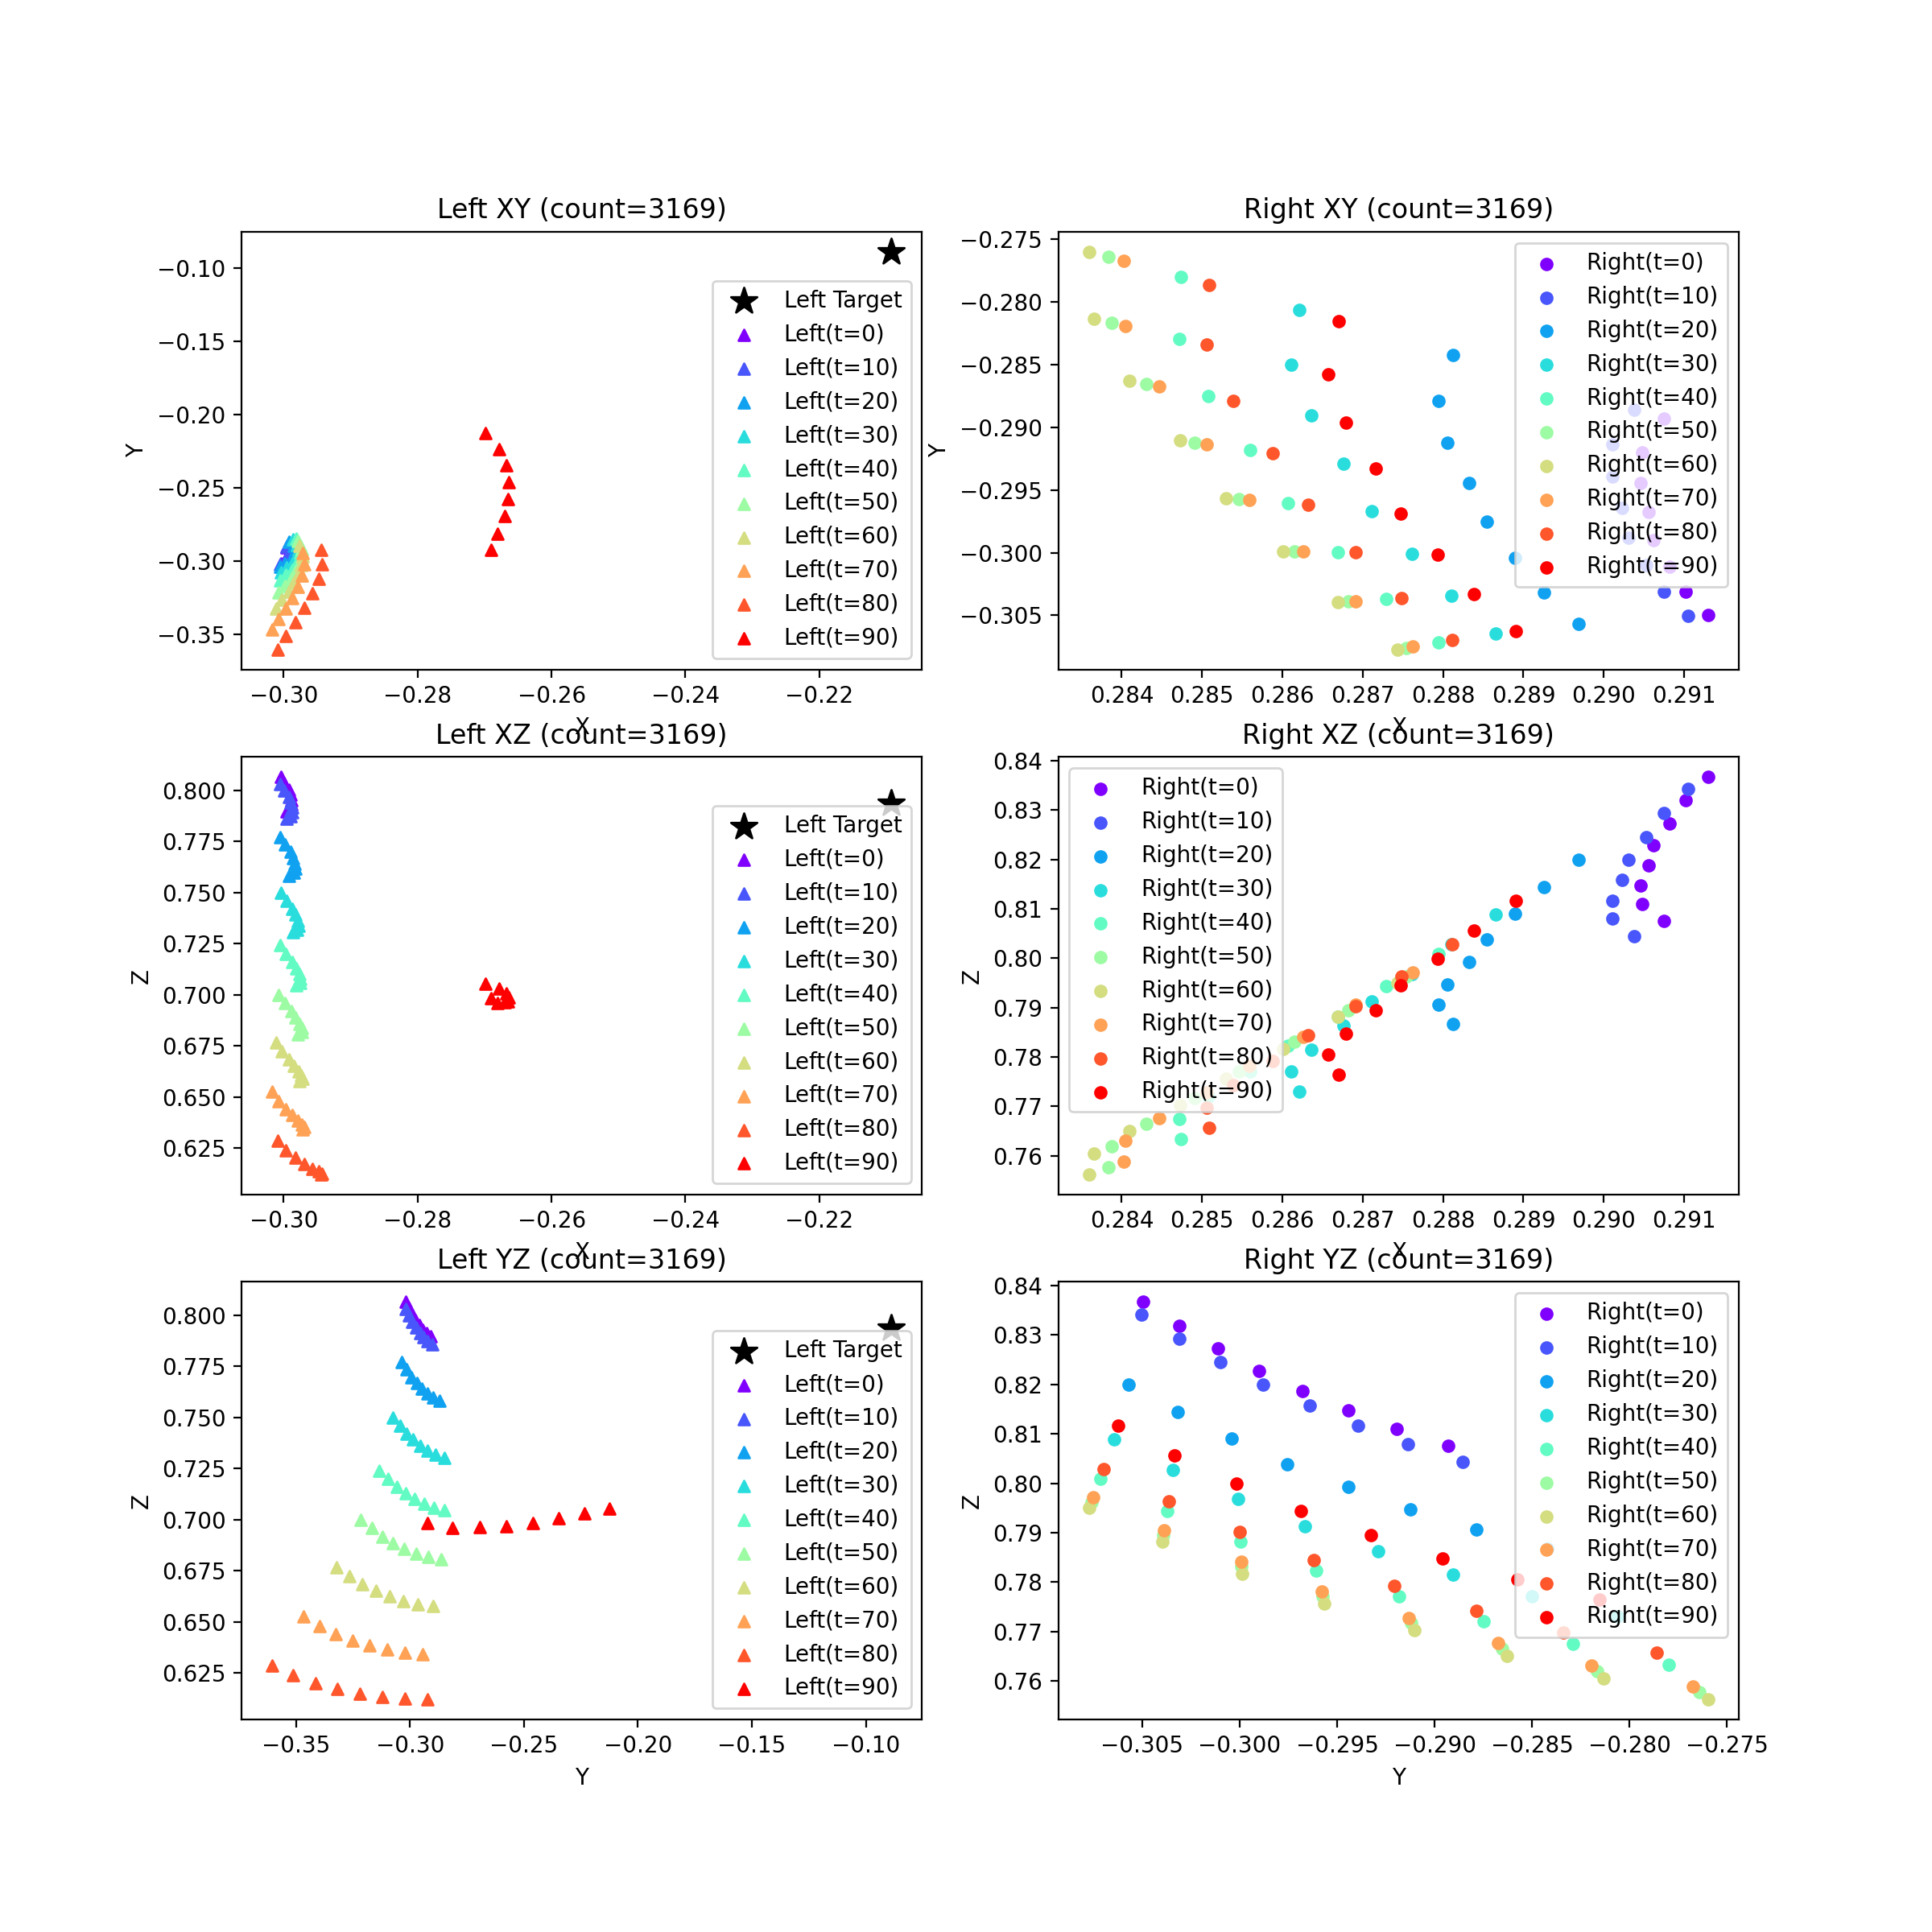 Left XY (count=3169)
−0.10
−0.15
−0.20
−0.25
−0.30
−0.35
Y
Left Target
Left(t=0)
Left(t=10)
Left(t=20)
Left(t=30)
Left(t=40)
Left(t=50)
Left(t=60)
Left(t=70)
Left(t=80)
Left(t=90)
−0.30 −0.28 −0.26 −0.24 −0.22
X
Right XY (count=3169)
−0.275
−0.280
−0.285
−0.290
−0.295
−0.300
−0.305
Y
Right(t=0)
Right(t=10)
Right(t=20)
Right(t=30)
Right(t=40)
Right(t=50)
Right(t=60)
Right(t=70)
Right(t=80)
Right(t=90)
0.284 0.285 0.286 0.287 0.288 0.289 0.290 0.291
X
Left XZ (count=3169)
0.800
0.775
0.750
0.725
0.700
0.675
0.650
0.625
Z
Left Target
Left(t=0)
Left(t=10)
Left(t=20)
Left(t=30)
Left(t=40)
Left(t=50)
Left(t=60)
Left(t=70)
Left(t=80)
Left(t=90)
−0.30 −0.28 −0.26 −0.24 −0.22
X
Right XZ (count=3169)
0.84
0.83
0.82
0.81
0.80
0.79
0.78
0.77
0.76
Z
Right(t=0)
Right(t=10)
Right(t=20)
Right(t=30)
Right(t=40)
Right(t=50)
Right(t=60)
Right(t=70)
Right(t=80)
Right(t=90)
0.284 0.285 0.286 0.287 0.288 0.289 0.290 0.291
X
Left YZ (count=3169)
0.800
0.775
0.750
0.725
0.700
0.675
0.650
0.625
Z
Left Target
Left(t=0)
Left(t=10)
Left(t=20)
Left(t=30)
Left(t=40)
Left(t=50)
Left(t=60)
Left(t=70)
Left(t=80)
Left(t=90)
−0.35 −0.30 −0.25 −0.20 −0.15 −0.10
Y
Right YZ (count=3169)
0.84
0.83
0.82
0.81
0.80
0.79
0.78
0.77
0.76
Z
Right(t=0)
Right(t=10)
Right(t=20)
Right(t=30)
Right(t=40)
Right(t=50)
Right(t=60)
Right(t=70)
Right(t=80)
Right(t=90)
−0.305 −0.300 −0.295 −0.290 −0.285 −0.280 −0.275
Y